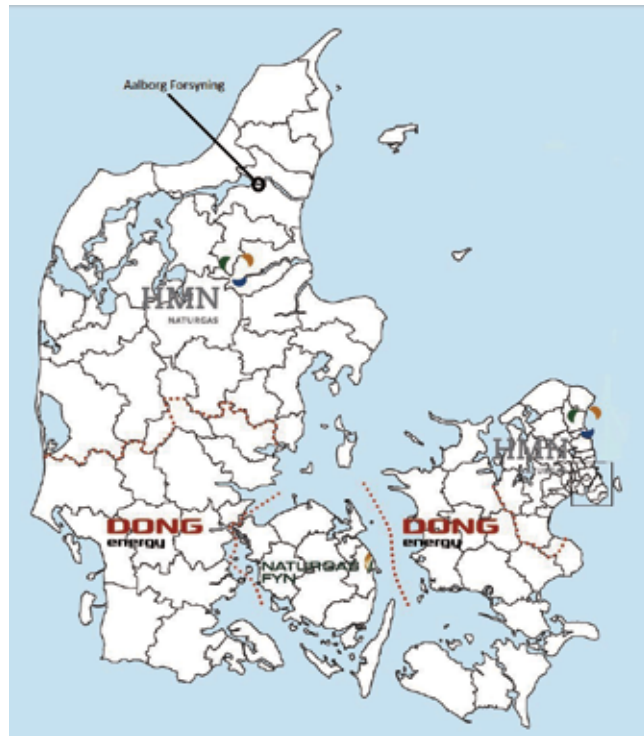 Aalborg Forsyning
HMN
NATURGAS
HMN
DONG
energy
DONG
energy
NATURGAS
FYN